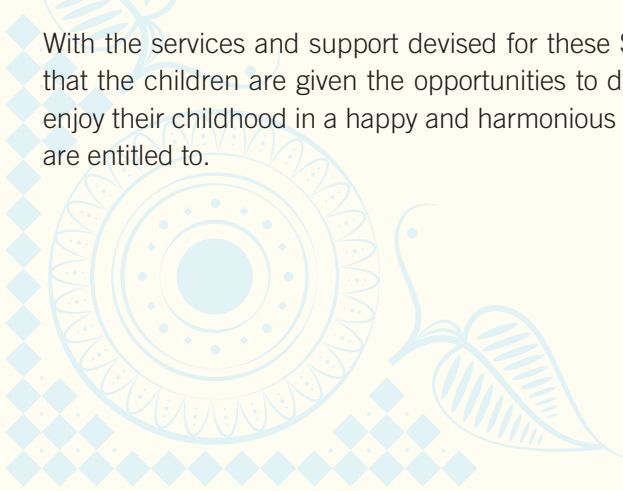 With the services and support devised for these
that the children are given the opportunities to
enjoy their childhood in a happy and harmonious
are entitled to.